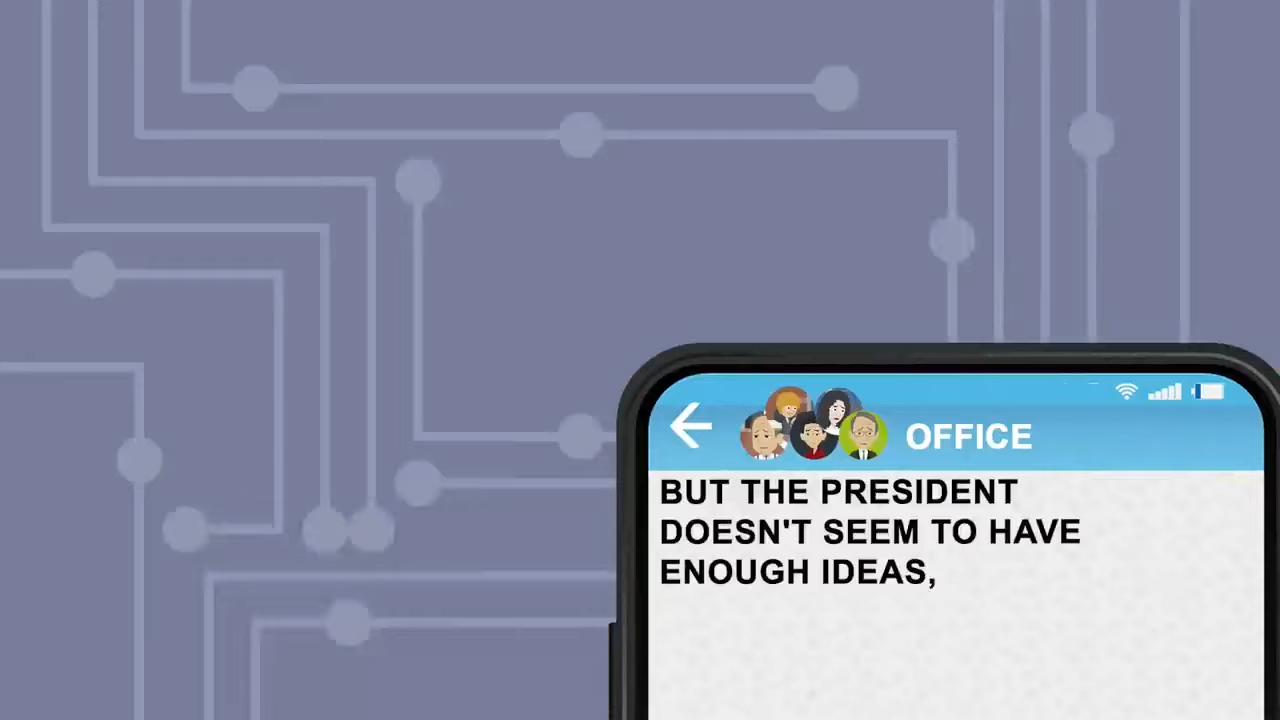 OFFICE
BUT THE PRESIDENT
DOESN'T SEEM TO HAVE
ENOUGH IDEAS,